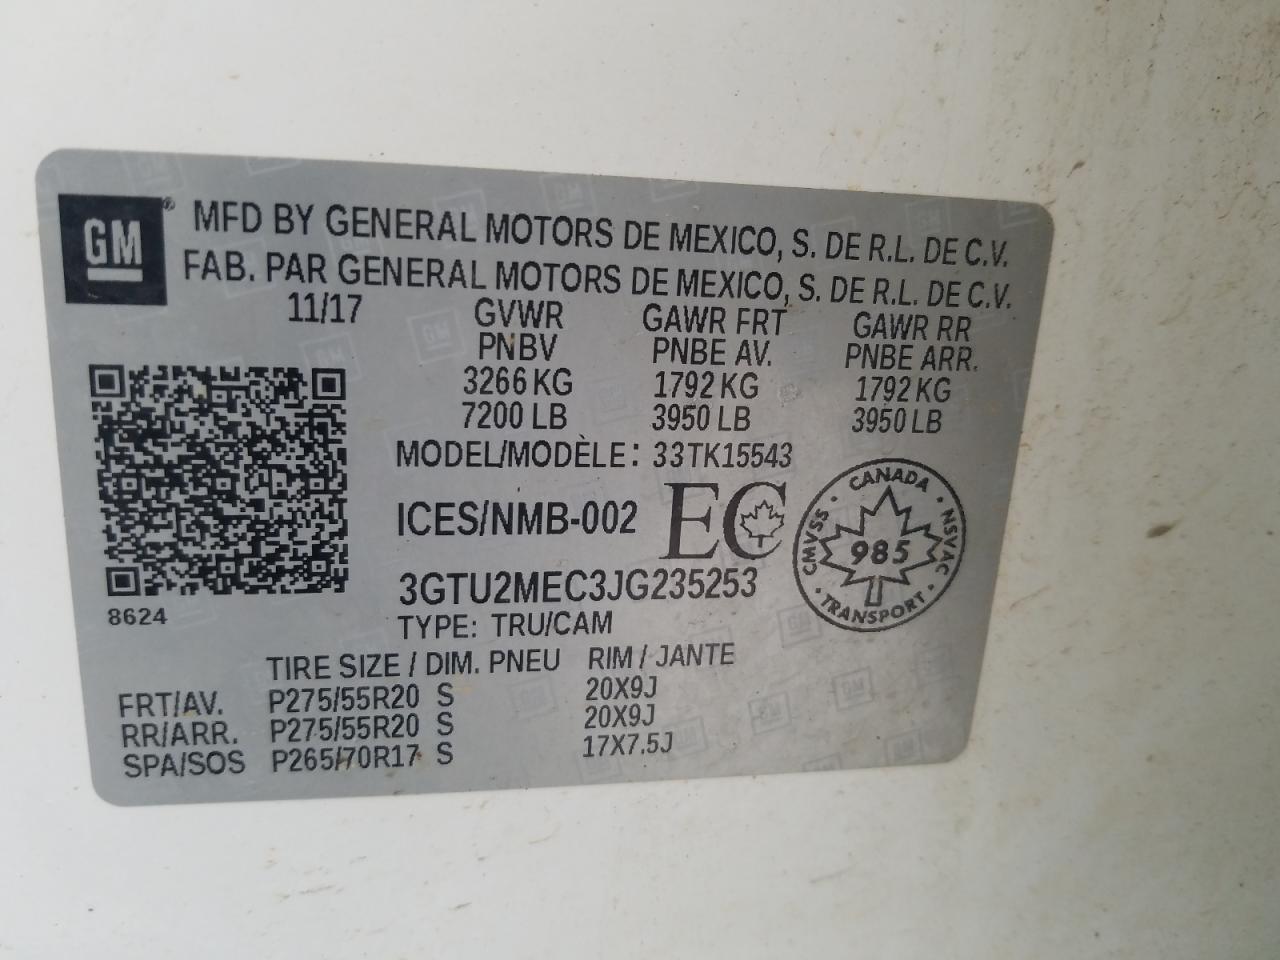 GM® MFD BY GENERAL MOTORS DE MEXICO, S. DE R.L. DE C.V.
FAB. PAR GENERAL MOTORS DE MEXICO, S. DE R.L. DE C.V.
11/17 GVWR GAWR FRT GAWR RR
PNBV PNBE AV. PNBE ARR.
3266 KG 1792 KG 1792 KG
7200 LB 3950 LB 3950 LB
MODEL/MODÈLE: 33TK15543
ICES/NMB-002 EC
CANADA
CMVSS 985 NSVAC
TRANSPORT
3GTU2MEC3JG235253
8624
TYPE: TRU/CAM
TIRE SIZE / DIM. PNEU RIM / JANTE
FRT/AV. P275/55R20 S 20X9J
RR/ARR. P275/55R20 S 20X9J
SPA/SOS P265/70R17 S 17X7.5J